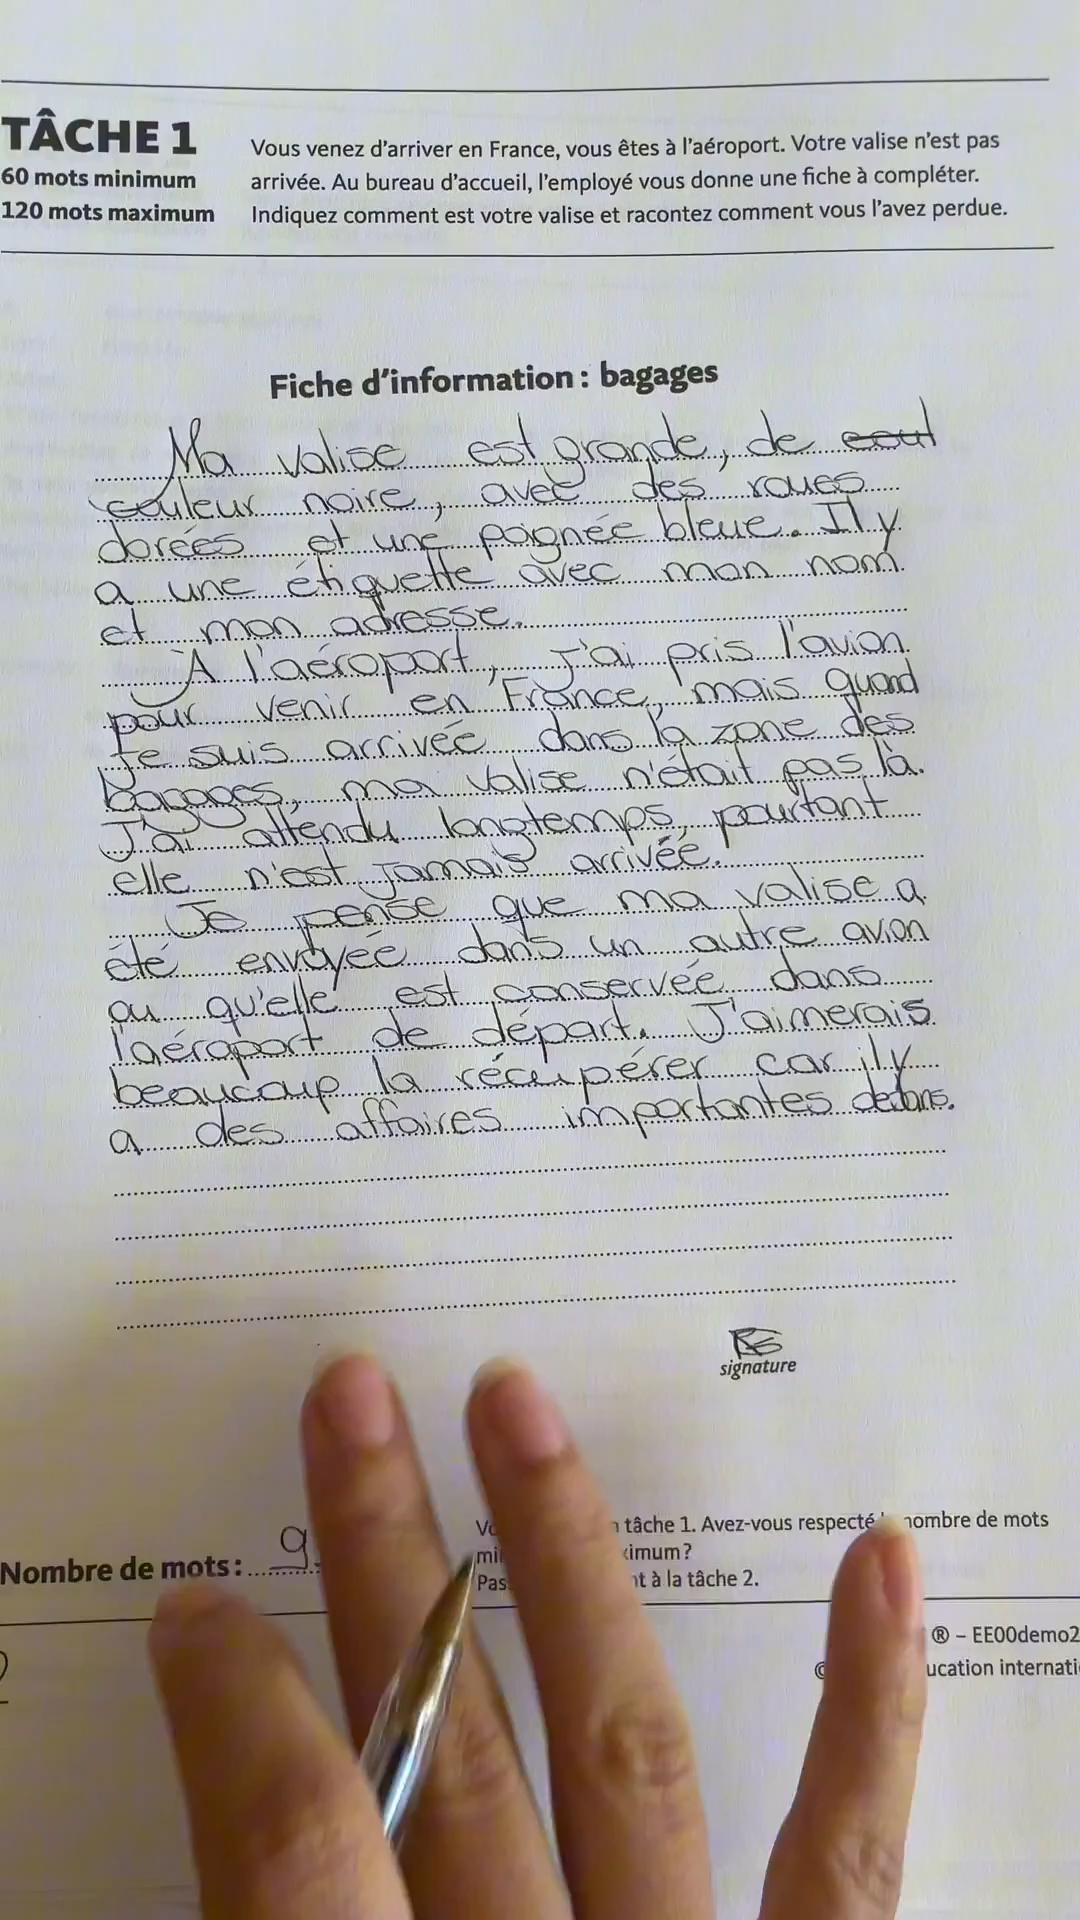 TÂCHE 1
60 mots minimum
120 mots maximum
Vous venez d'arriver en France, vous êtes à l'aéroport. Votre valise n'est pas
arrivée. Au bureau d'accueil, l'employé vous donne une fiche à compléter.
Indiquez comment est votre valise et racontez comment vous l'avez perdue.
Fiche d'information : bagages
Ma valise est grande, de coul
couleur noire, avec des roues
dorées et une poignée bleue. Il y
a une étiquette avec mon nom
et mon adresse.
À l'aéroport, j'ai pris l'avion
pour venir en France, mais quand
je suis arrivée dans la zone des
bagages, ma valise n'était pas là.
J'ai attendu longtemps, pourtant
elle n'est jamais arrivée.
Je pense que ma valise a
été envoyée dans un autre avion
ou qu'elle est conservée dans
l'aéroport de départ. J'aimerais
beaucoup la récupérer car il y
a des affaires importantes dedans.
signature
Nombre de mots : 9
tâche 1. Avez-vous respecté nombre de mots
à la tâche 2.
® – EE00demo2